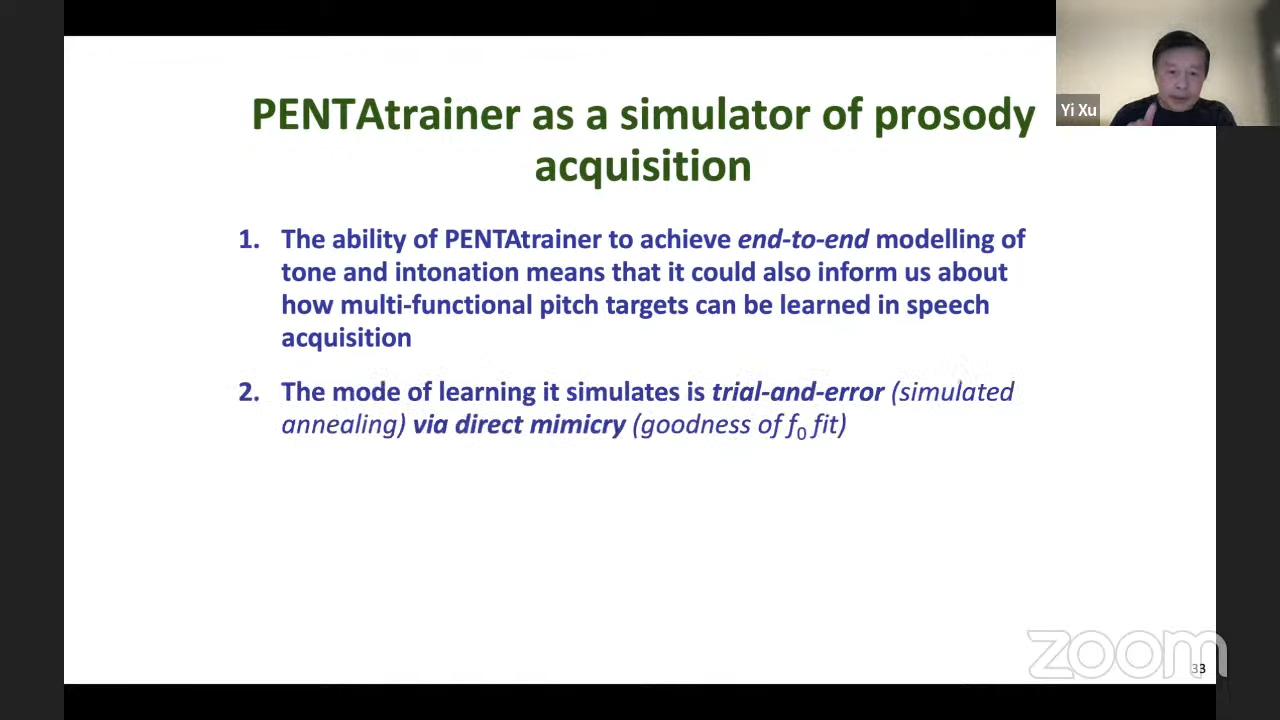 PENTAtrainer as a simulator of prosody
acquisition
Yi Xu
1. The ability of PENTAtrainer to achieve end-to-end modelling of
tone and intonation means that it could also inform us about
how multi-functional pitch targets can be learned in speech
acquisition
2. The mode of learning it simulates is trial-and-error (simulated
annealing) via direct mimicry (goodness of f0 fit)
zoom
33